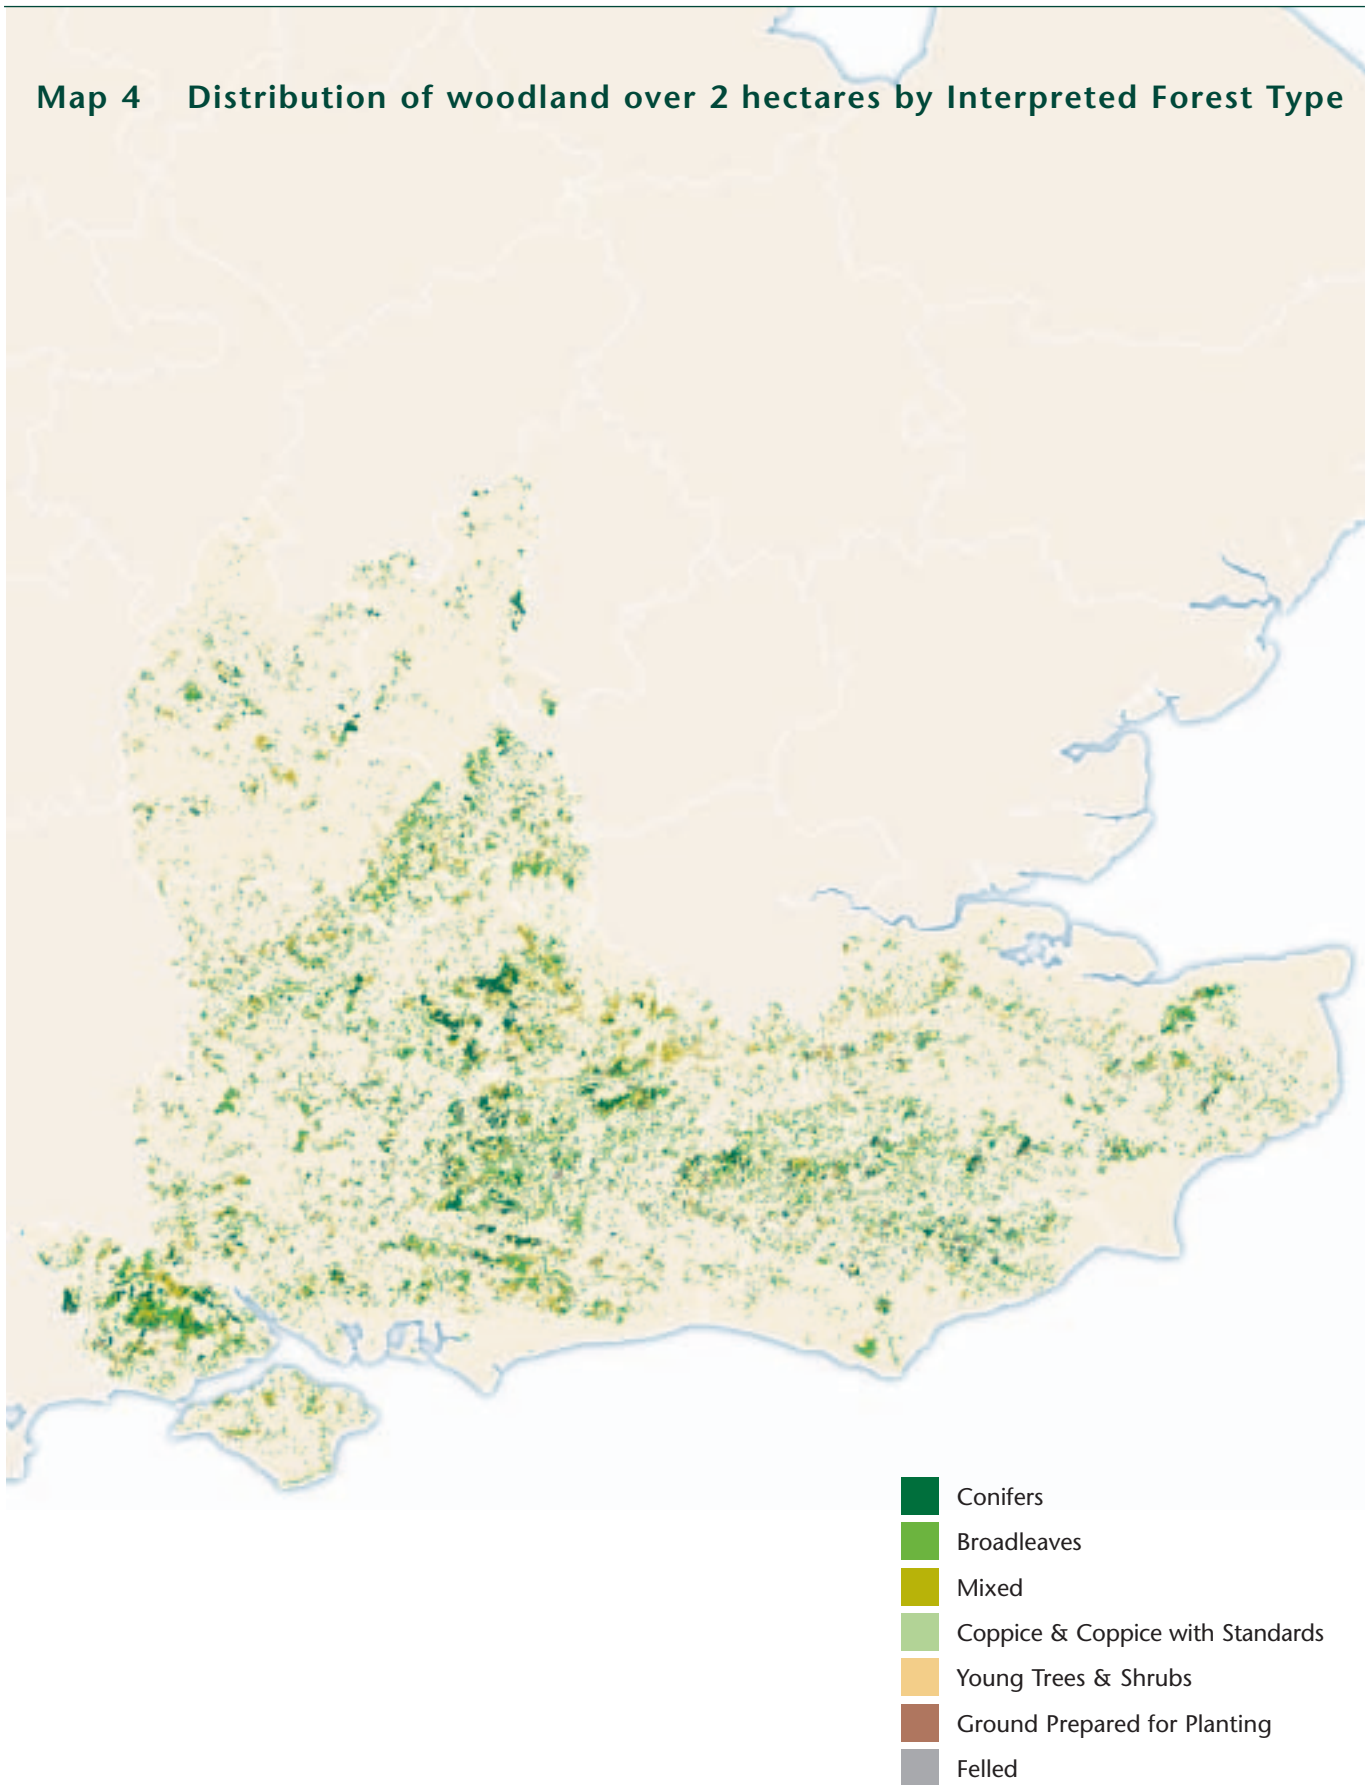 Map 4 Distribution of woodland over 2 hectares by Interpreted Forest Type
Conifers
Broadleaves
Mixed
Coppice & Coppice with Standards
Young Trees & Shrubs
Ground Prepared for Planting
Felled